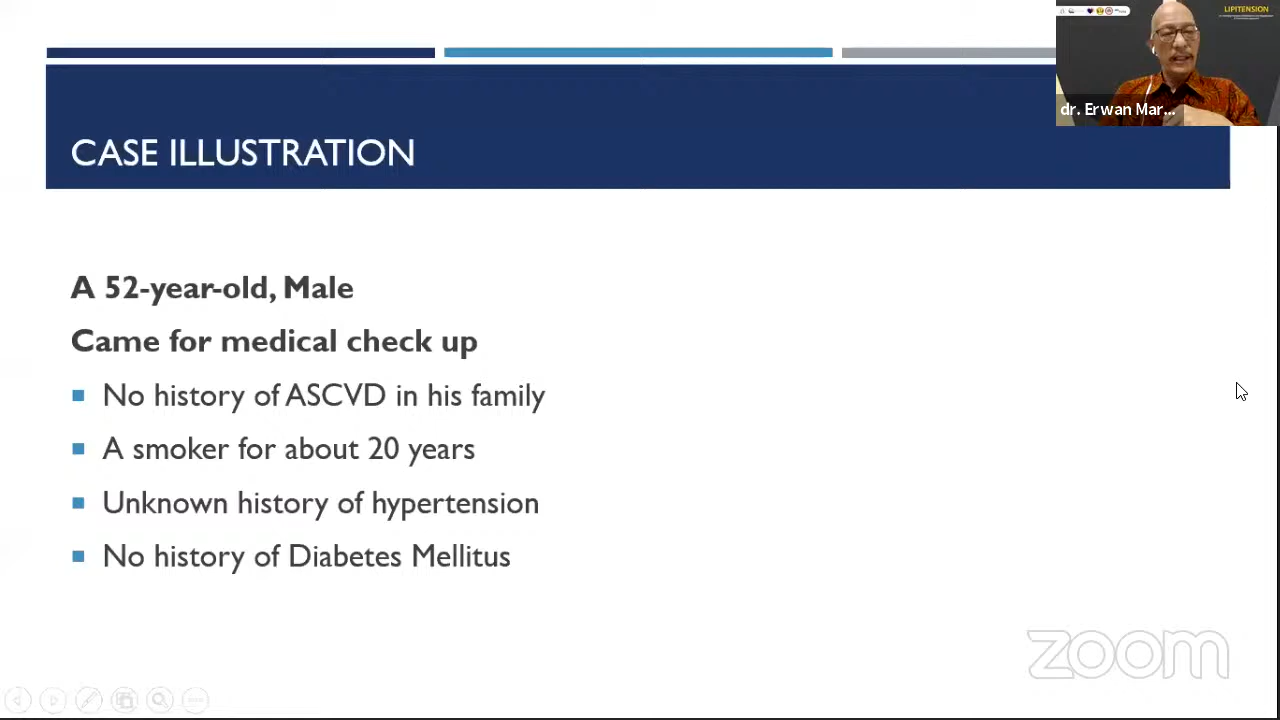 LIPITENSION
dr. Erwan Mar...
CASE ILLUSTRATION
A 52-year-old, Male
Came for medical check up
No history of ASCVD in his family
A smoker for about 20 years
Unknown history of hypertension
No history of Diabetes Mellitus
zoom